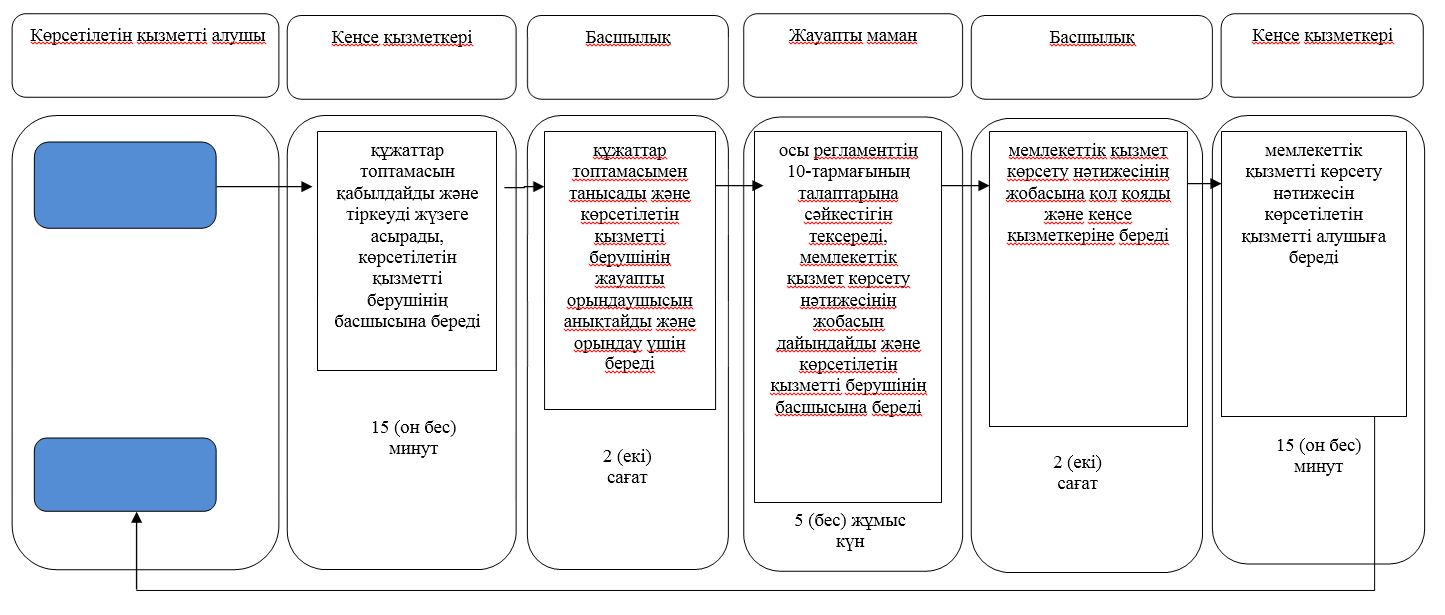 Көрсетілетін қызметті алушы
Кеңсе қызметкері
Басшылық
Жауапты маман
Басшылық
Кеңсе қызметкері
құжаттар
топтамасын
қабылдайды және
тіркеуді жүзеге
асырады,
көрсетілетін
қызметті
берушінің
басшысына береді
15 (он бес)
минут
құжаттар
топтамасымен
танысады және
көрсетілетін
қызметті
берушінің
жауапты
орындаушысын
анықтайды және
орындау үшін
береді
2 (екі)
сағат
осы регламенттің
10-тармағының
талаптарына
сәйкестігін
тексереді,
мемлекеттік
қызмет көрсету
нәтижесінің
жобасын
дайындайды және
көрсетілетін
қызметті берушінің
басшысына береді
5 (бес) жұмыс
күн
мемлекеттік қызмет
көрсету нәтижесінің
жобасына қол қояды
және кеңсе
қызметкеріне береді
2 (екі)
сағат
мемлекеттік
қызметті көрсету
нәтижесін
көрсетілетін
қызметті алушыға
береді
15 (он бес)
минут